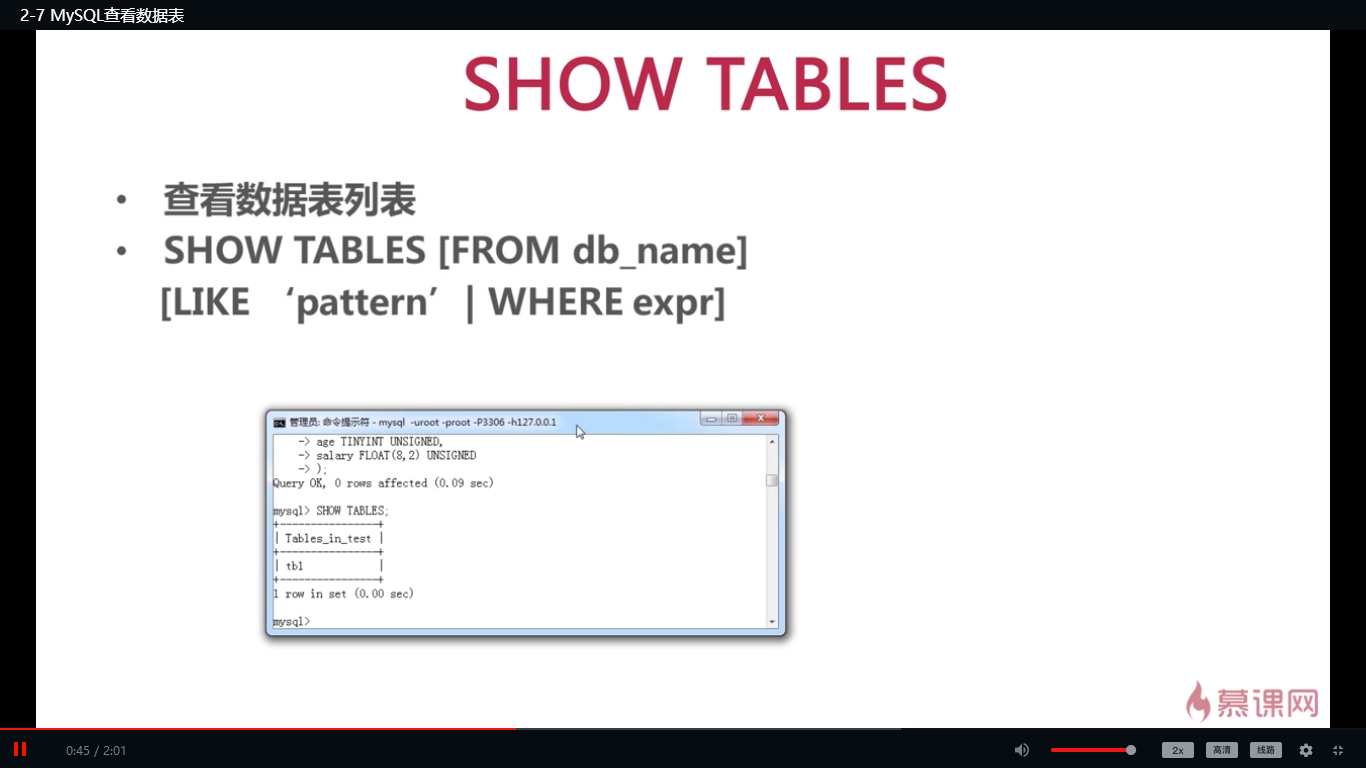 2-7 MySQL查看数据表
SHOW TABLES
• 查看数据表列表
• SHOW TABLES [FROM db_name]
[LIKE ‘pattern’ | WHERE expr]
管理员: 命令提示符 - mysql -uroot -proot -P3306 -h127.0.0.1
-> age TINYINT UNSIGNED,
-> salary FLOAT(8,2) UNSIGNED
-> );
Query OK, 0 rows affected (0.09 sec)
mysql> SHOW TABLES;
+----------------+
| Tables_in_test |
+----------------+
| tb1            |
+----------------+
1 row in set (0.00 sec)
mysql>
慕课网
0:45 / 2:01
2x
高清
线路